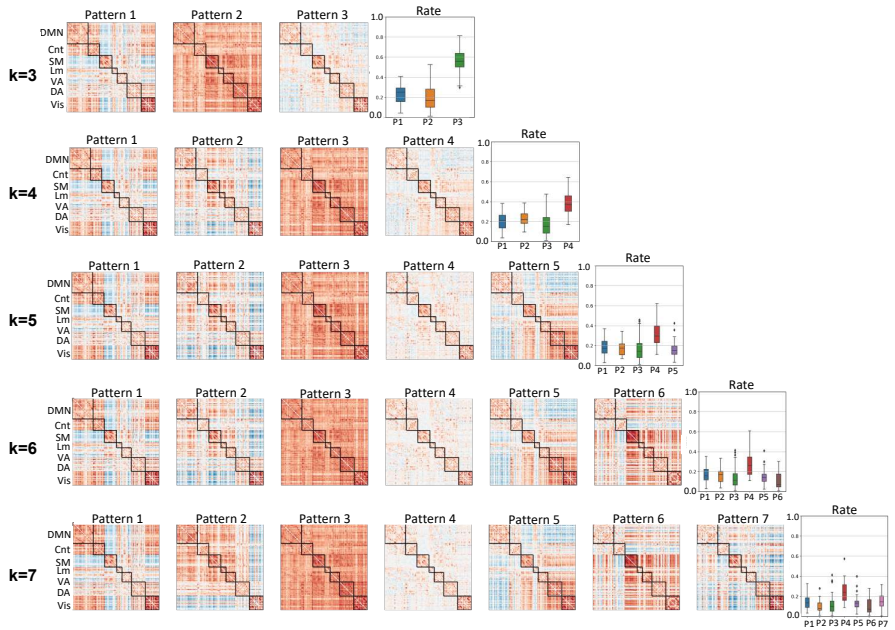 Pattern 1 Pattern 2 Pattern 3 Rate
k=3
DMN
Cnt
SM
Lm
VA
DA
Vis
1.0
0.8
0.6
0.4
0.2
0.0
P1 P2 P3
Pattern 1 Pattern 2 Pattern 3 Pattern 4 Rate
k=4
DMN
Cnt
SM
Lm
VA
DA
Vis
1.0
0.8
0.6
0.4
0.2
0.0
P1 P2 P3 P4
Pattern 1 Pattern 2 Pattern 3 Pattern 4 Pattern 5 Rate
k=5
DMN
Cnt
SM
Lm
VA
DA
Vis
1.0
0.8
0.6
0.4
0.2
0.0
P1 P2 P3 P4 P5
Pattern 1 Pattern 2 Pattern 3 Pattern 4 Pattern 5 Pattern 6 Rate
k=6
DMN
Cnt
SM
Lm
VA
DA
Vis
1.0
0.8
0.6
0.4
0.2
0.0
P1 P2 P3 P4 P5 P6
Pattern 1 Pattern 2 Pattern 3 Pattern 4 Pattern 5 Pattern 6 Pattern 7 Rate
k=7
DMN
Cnt
SM
Lm
VA
DA
Vis
1.0
0.8
0.6
0.4
0.2
0.0
P1 P2 P3 P4 P5 P6 P7